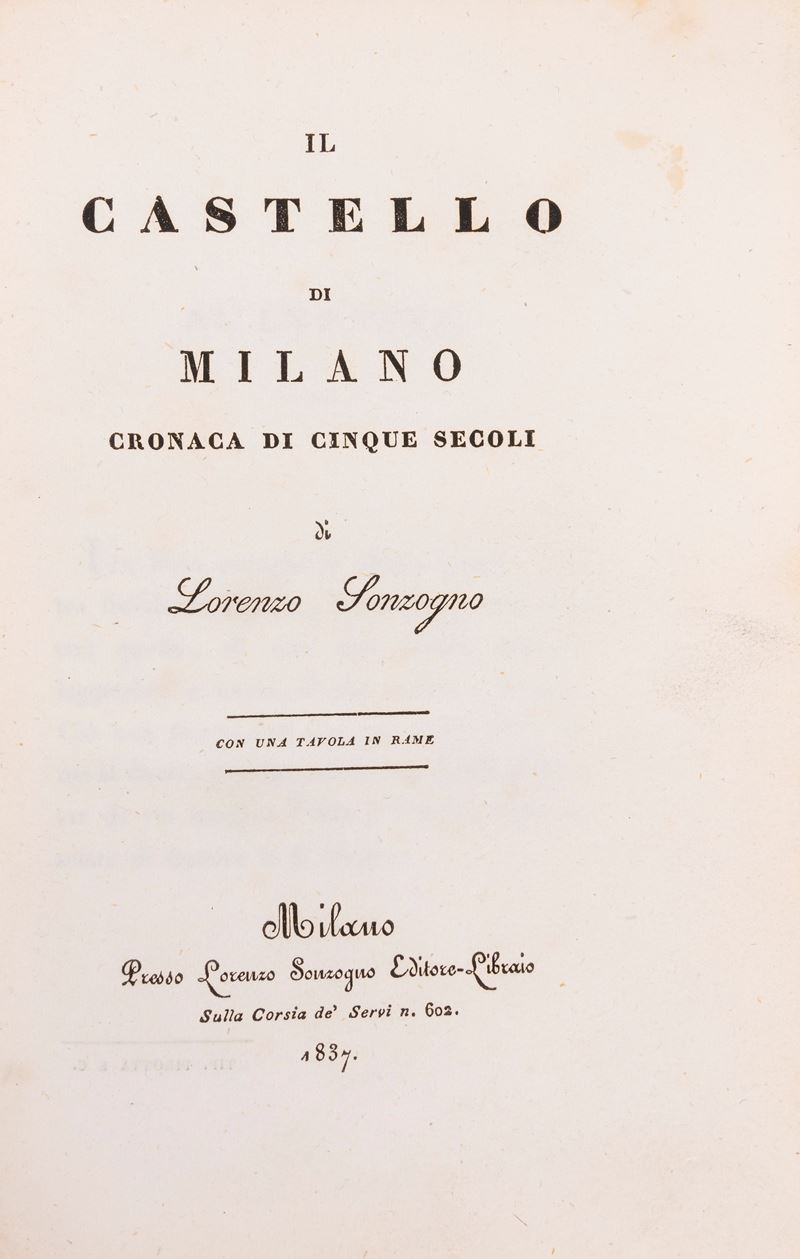 IL
CASTELLO
DI
MILANO
CRONACA DI CINQUE SECOLI
di
Lorenzo Sonzogno
CON UNA TAVOLA IN RAME
Milano
Presso Lorenzo Sonzogno Editore-Libraio
Sulla Corsia de' Servi n. 602.
1837.